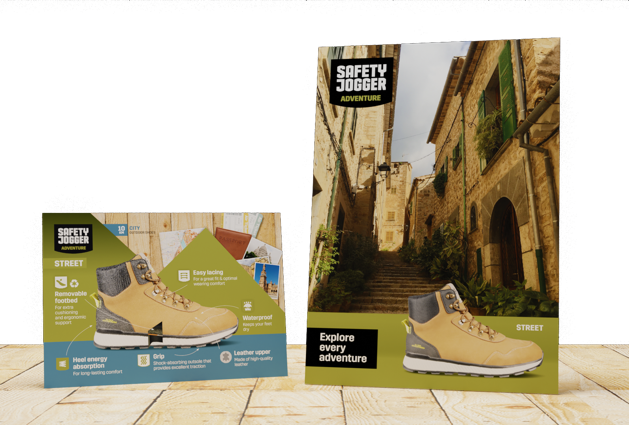 SAFETY
JOGGER
ADVENTURE
STREET
10
CITY
Removable
footbed
For extra
cushioning
and ergonomic
support
Easy lacing
For a great fit & optimal
wearing comfort
Waterproof
Keeps your feet
dry
Heel energy
absorption
For long-lasting comfort
Grip
Shock-absorbing outsole that
provides excellent traction
Leather upper
Made of high-quality
leather
SAFETY
JOGGER
ADVENTURE
STREET
Explore
every
adventure